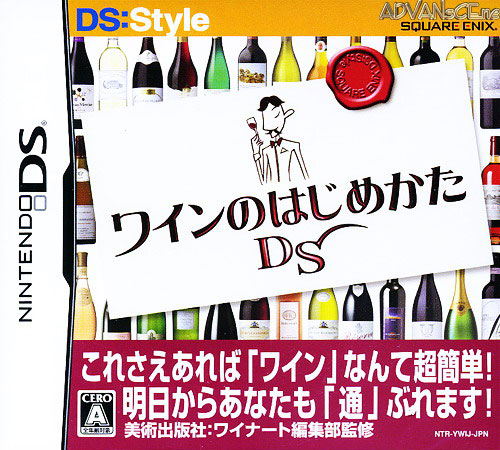 DS:Style
ADVANsCE.net
SQUARE ENIX.
NINTENDO DS
ワインのはじめかた
DS
これさえあれば「ワイン」なんて超簡単!
明日からあなたも「通」ぶれます!
美術出版社:ワイナート編集部監修
CERO
A
全年齢対象
NTR-YWIJ-JPN